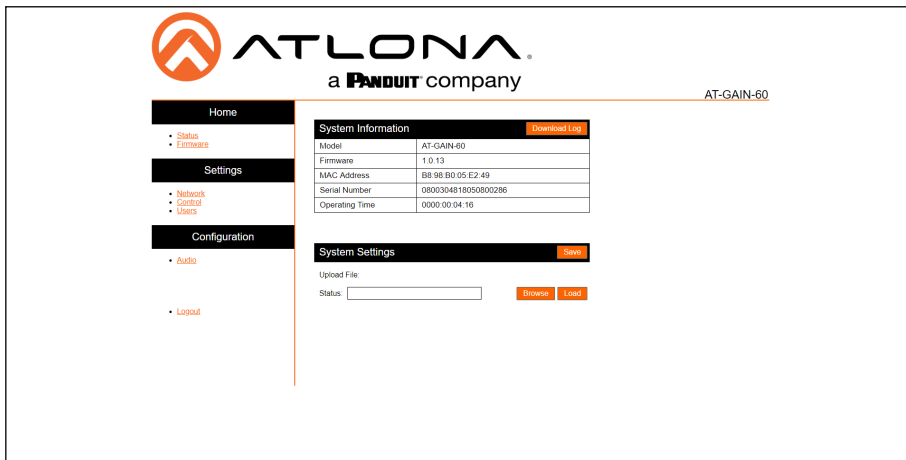 ATLONA.
a PANDUIT company
AT-GAIN-60
Home
Status
Firmware
Settings
Network
Control
Users
Configuration
Audio
Logout
System Information
Download Log
Model AT-GAIN-60
Firmware 1.0.13
MAC Address B8:98:B0:05:E2:49
Serial Number 0800304818050800286
Operating Time 0000:00:04:16
System Settings
Save
Upload File:
Status:
Browse Load